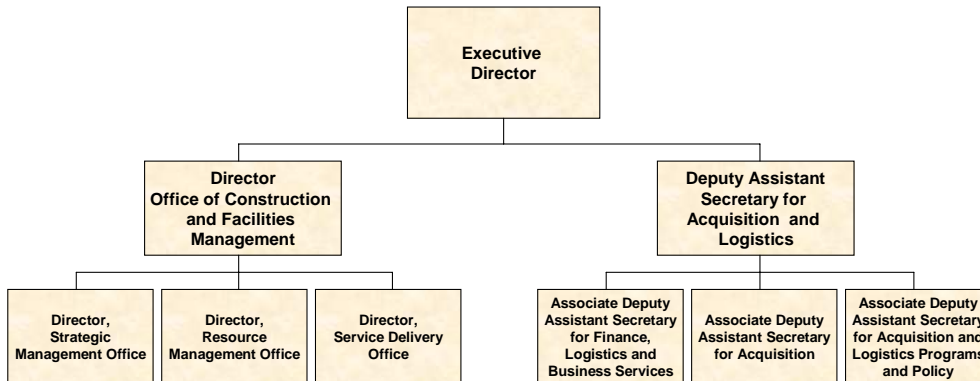 Executive
Director
Director
Office of Construction
and Facilities
Management
Deputy Assistant
Secretary for
Acquisition and
Logistics
Director,
Strategic
Management Office
Director,
Resource
Management Office
Director,
Service Delivery
Office
Associate Deputy
Assistant Secretary
for Finance,
Logistics and
Business Services
Associate Deputy
Assistant Secretary
for Acquisition
Associate Deputy
Assistant Secretary
for Acquisition and
Logistics Programs
and Policy